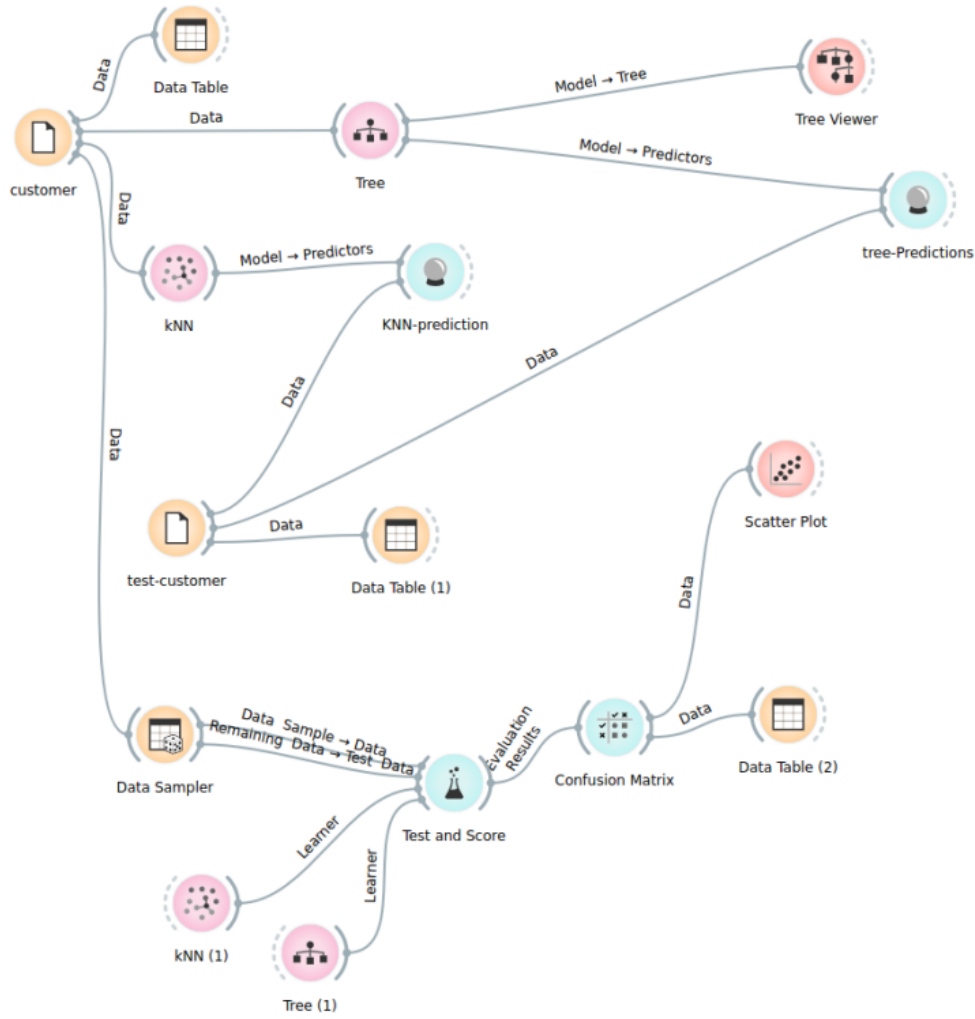 Data
Data Table
Data
Model → Tree
Tree Viewer
customer
Tree
Model → Predictors
Data
tree-Predictions
Model → Predictors
kNN
KNN-prediction
Data
Data
Data
Scatter Plot
Data
test-customer
Data Table (1)
Data
Data Sample → Data
Remaining Data → Test Data
Data Sampler
Evaluation
Results
Data
Confusion Matrix
Data Table (2)
Test and Score
Learner
Learner
kNN (1)
Tree (1)